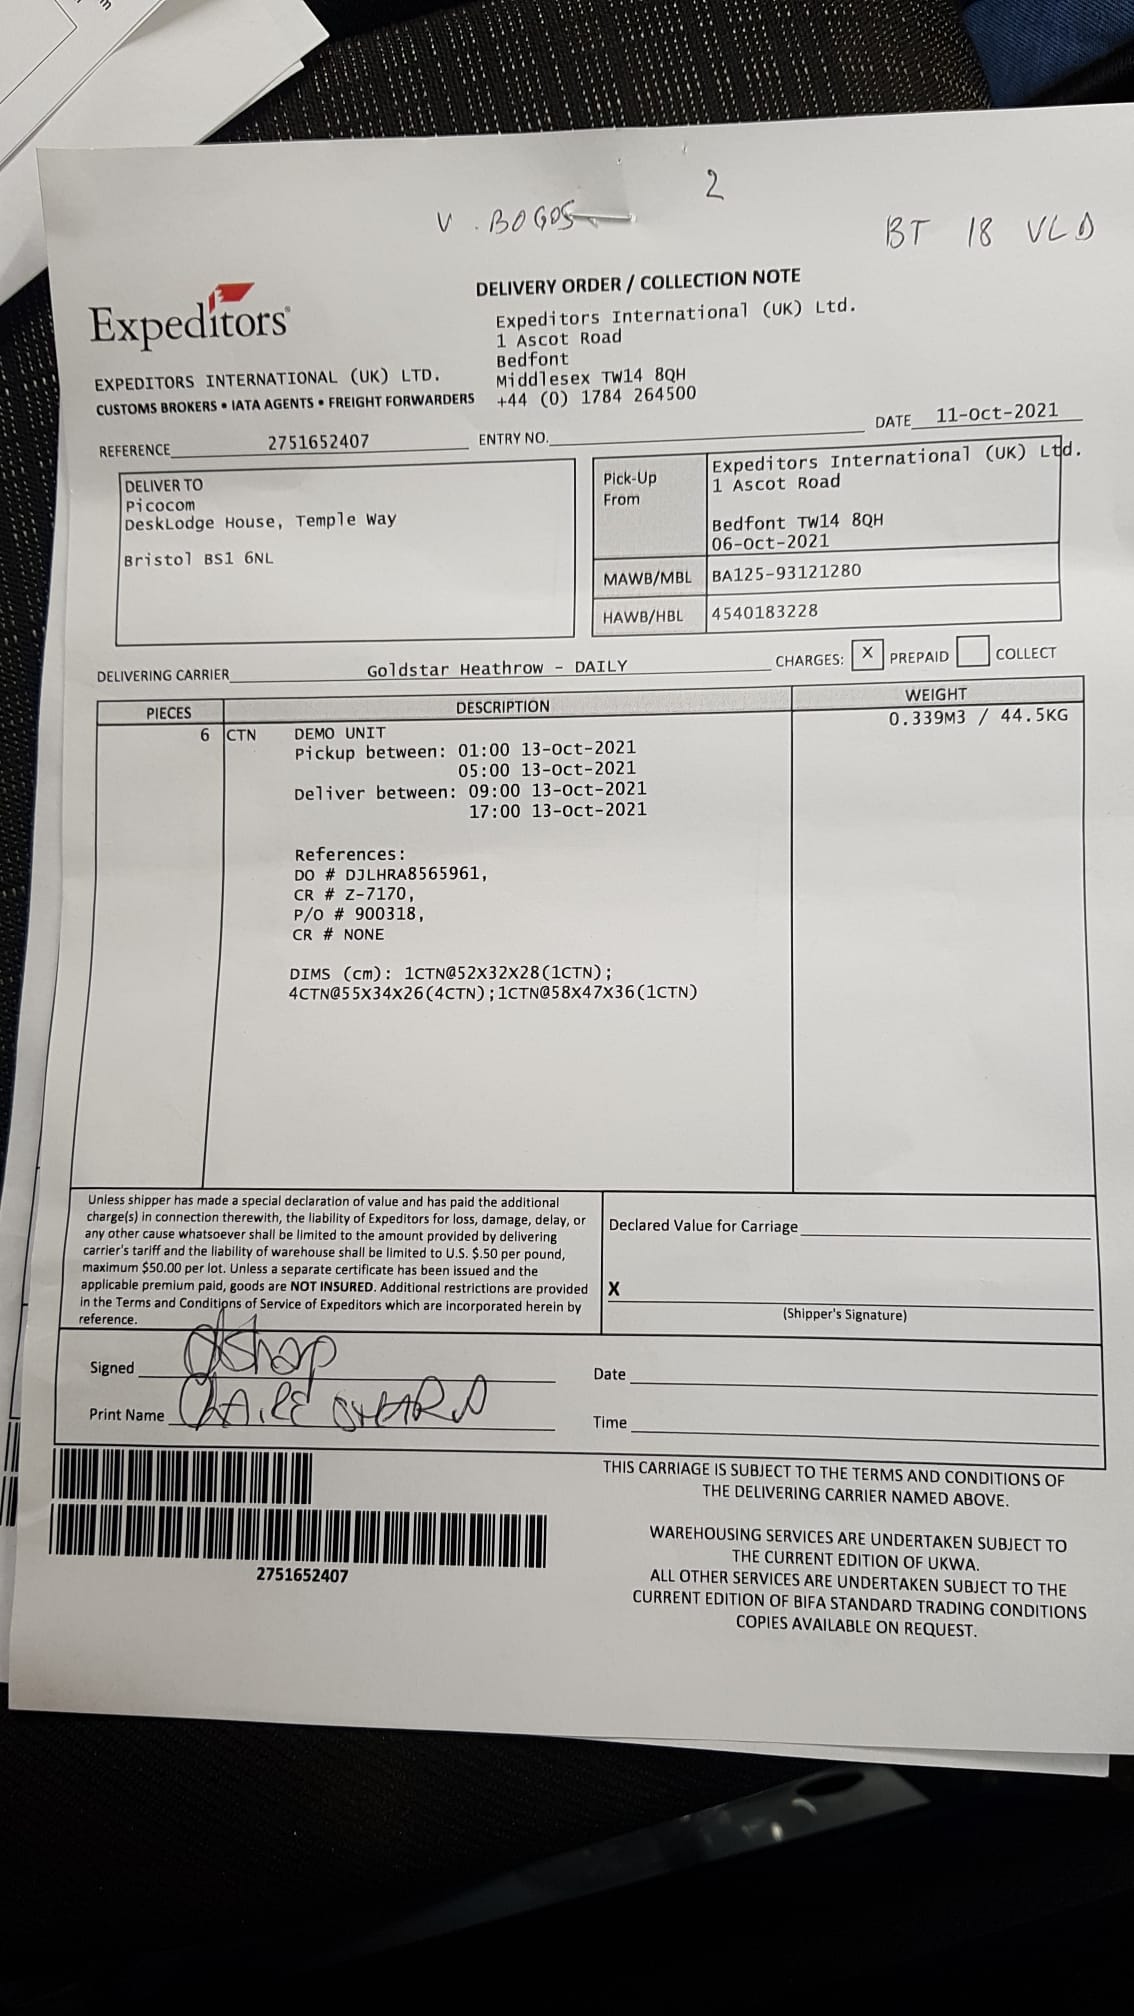 V. BOGOS
2
BT 18 VLD
Expeditors
EXPEDITORS INTERNATIONAL (UK) LTD.
CUSTOMS BROKERS • IATA AGENTS • FREIGHT FORWARDERS
DELIVERY ORDER / COLLECTION NOTE
Expeditors International (UK) Ltd.
1 Ascot Road
Bedfont
Middlesex TW14 8QH
+44 (0) 1784 264500
REFERENCE 2751652407
ENTRY NO.
DATE 11-Oct-2021
DELIVER TO
Picocom
DeskLodge House, Temple Way
Bristol BS1 6NL
Pick-Up
From
Expeditors International (UK) Ltd.
1 Ascot Road
Bedfont TW14 8QH
06-Oct-2021
MAWB/MBL BA125-93121280
HAWB/HBL 4540183228
DELIVERING CARRIER Goldstar Heathrow - DAILY
CHARGES: X PREPAID COLLECT
PIECES DESCRIPTION WEIGHT
6 CTN DEMO UNIT 0.339M3 / 44.5KG
Pickup between: 01:00 13-Oct-2021
05:00 13-Oct-2021
Deliver between: 09:00 13-Oct-2021
17:00 13-Oct-2021
References:
DO # DJLHRA8565961,
CR # Z-7170,
P/O # 900318,
CR # NONE
DIMS (cm): 1CTN@52X32X28(1CTN);
4CTN@55X34X26(4CTN);1CTN@58X47X36(1CTN)
Unless shipper has made a special declaration of value and has paid the additional
charge(s) in connection therewith, the liability of Expeditors for loss, damage, delay, or
any other cause whatsoever shall be limited to the amount provided by delivering
carrier's tariff and the liability of warehouse shall be limited to U.S. $.50 per pound,
maximum $50.00 per lot. Unless a separate certificate has been issued and the
applicable premium paid, goods are NOT INSURED. Additional restrictions are provided
in the Terms and Conditions of Service of Expeditors which are incorporated herein by
reference.
Declared Value for Carriage
X
(Shipper's Signature)
Signed
Print Name
Date
Time
2751652407
THIS CARRIAGE IS SUBJECT TO THE TERMS AND CONDITIONS OF
THE DELIVERING CARRIER NAMED ABOVE.
WAREHOUSING SERVICES ARE UNDERTAKEN SUBJECT TO
THE CURRENT EDITION OF UKWA.
ALL OTHER SERVICES ARE UNDERTAKEN SUBJECT TO THE
CURRENT EDITION OF BIFA STANDARD TRADING CONDITIONS
COPIES AVAILABLE ON REQUEST.